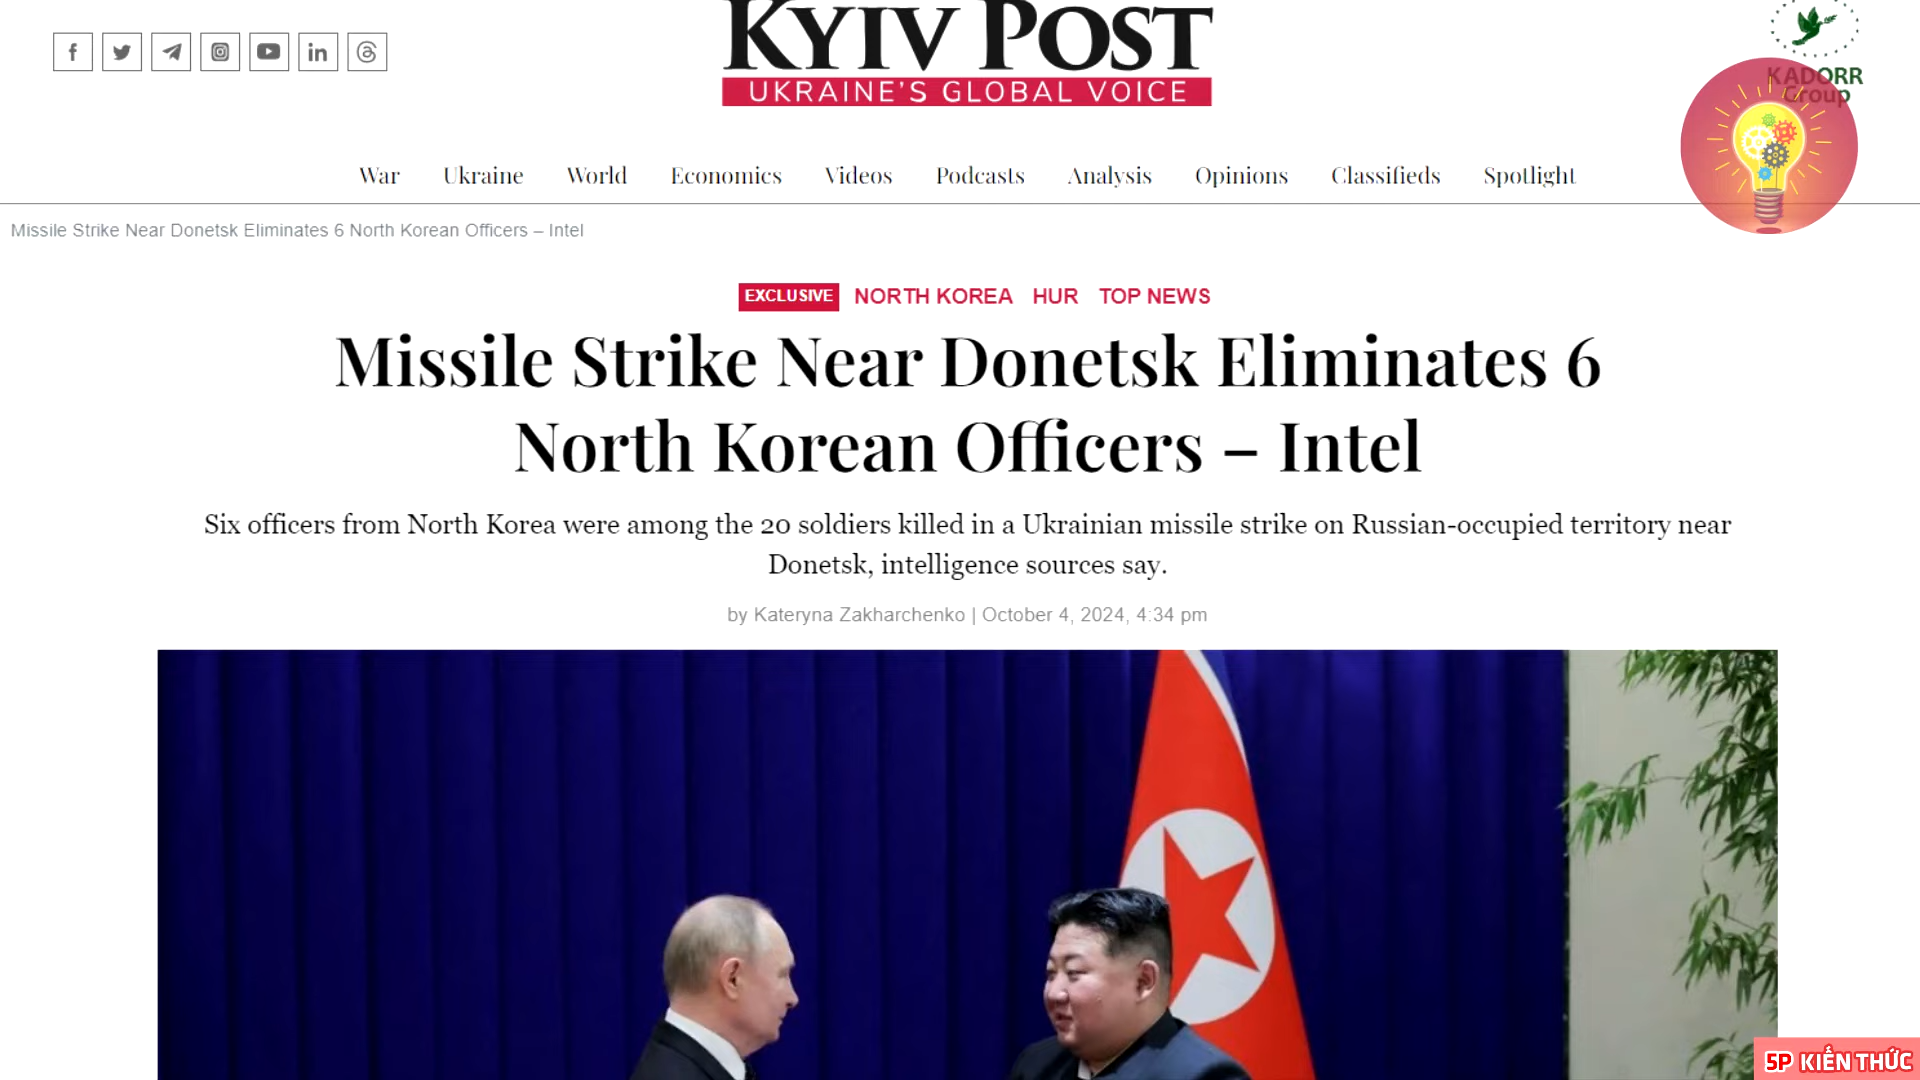 KYIV POST
UKRAINE'S GLOBAL VOICE
KADORR
Group
War Ukraine World Economics Videos Podcasts Analysis Opinions Classifieds Spotlight
Missile Strike Near Donetsk Eliminates 6 North Korean Officers – Intel
EXCLUSIVE NORTH KOREA HUR TOP NEWS
Missile Strike Near Donetsk Eliminates 6
North Korean Officers – Intel
Six officers from North Korea were among the 20 soldiers killed in a Ukrainian missile strike on Russian-occupied territory near
Donetsk, intelligence sources say.
by Kateryna Zakharchenko | October 4, 2024, 4:34 pm
5P KIẾN THỨC